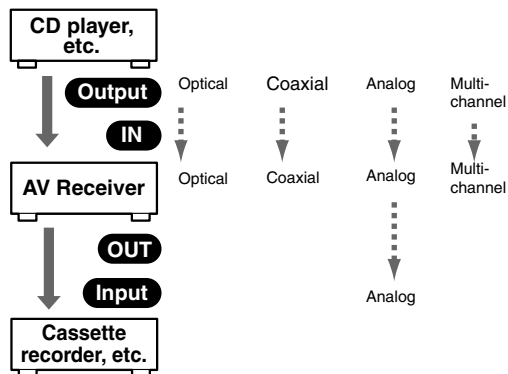 CD player,
etc.
Output
Optical
Coaxial
Analog
Multi-
channel
IN
AV Receiver
Optical
Coaxial
Analog
Multi-
channel
OUT
Input
Analog
Cassette
recorder, etc.